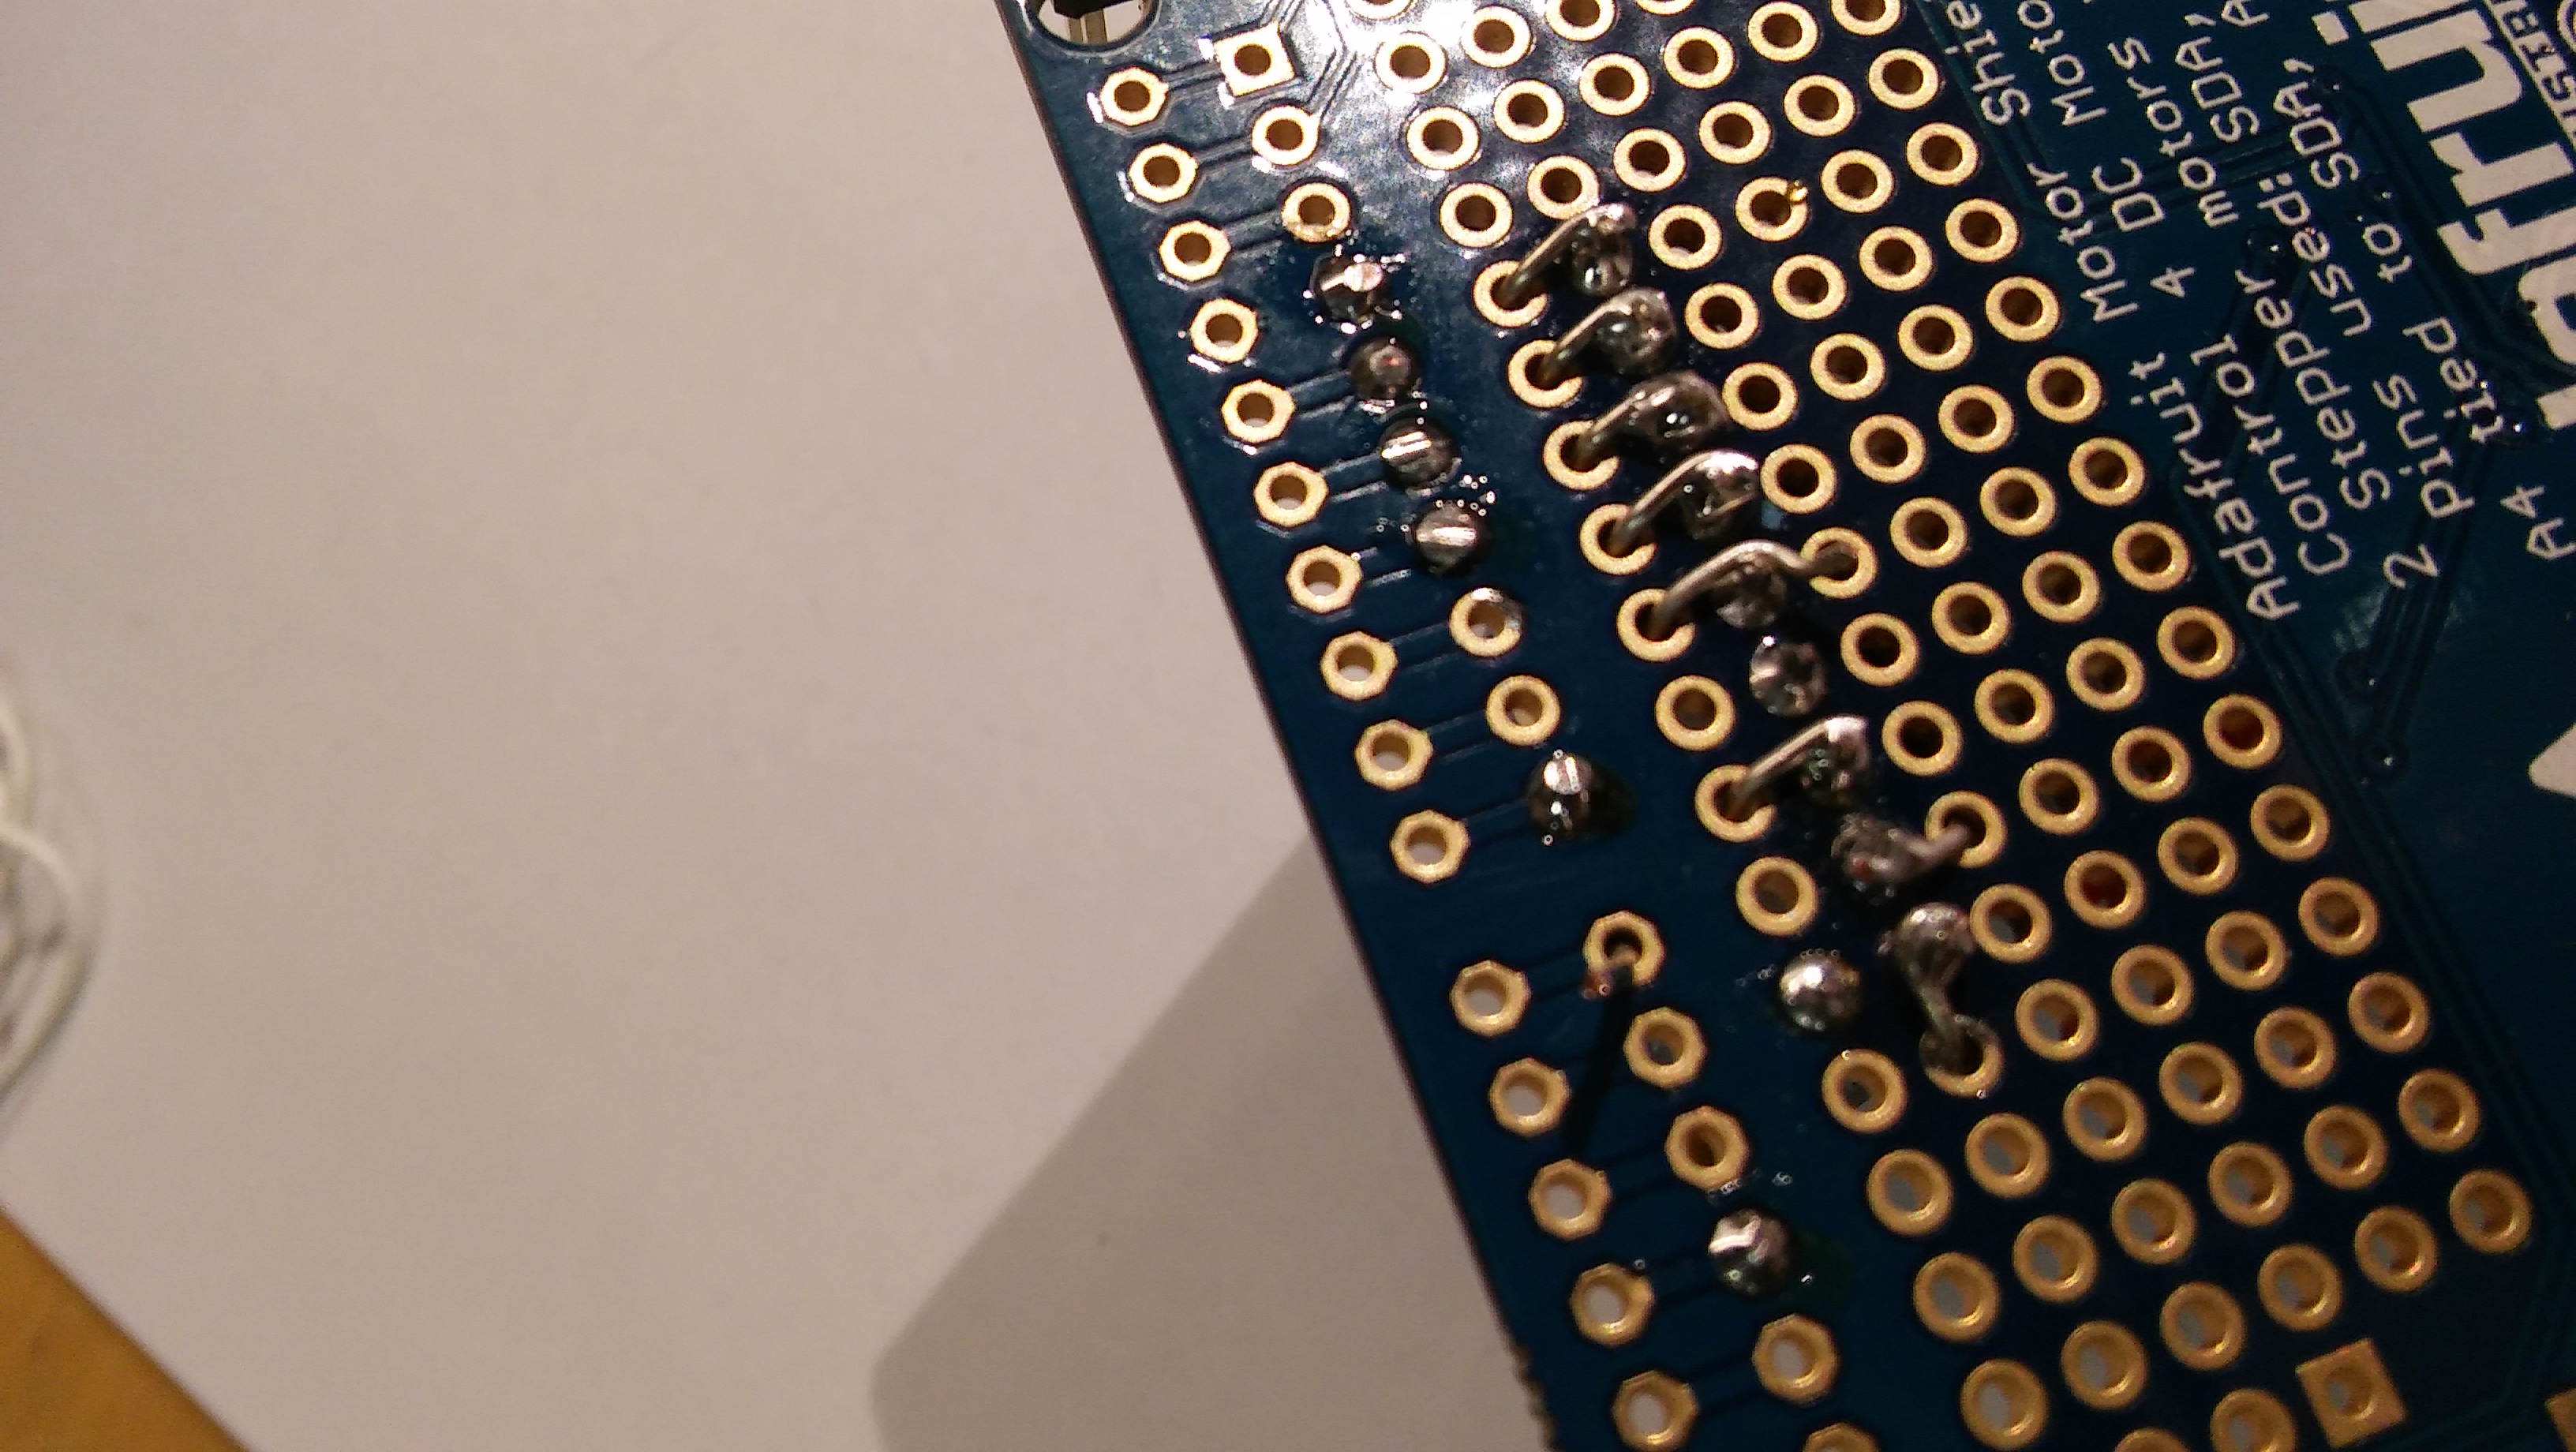 Adafruit Motor Shie
Control 4 DC Moto
2 Stepper motors
Pins used: SDA,
A4 tied to SDA, A
afrui